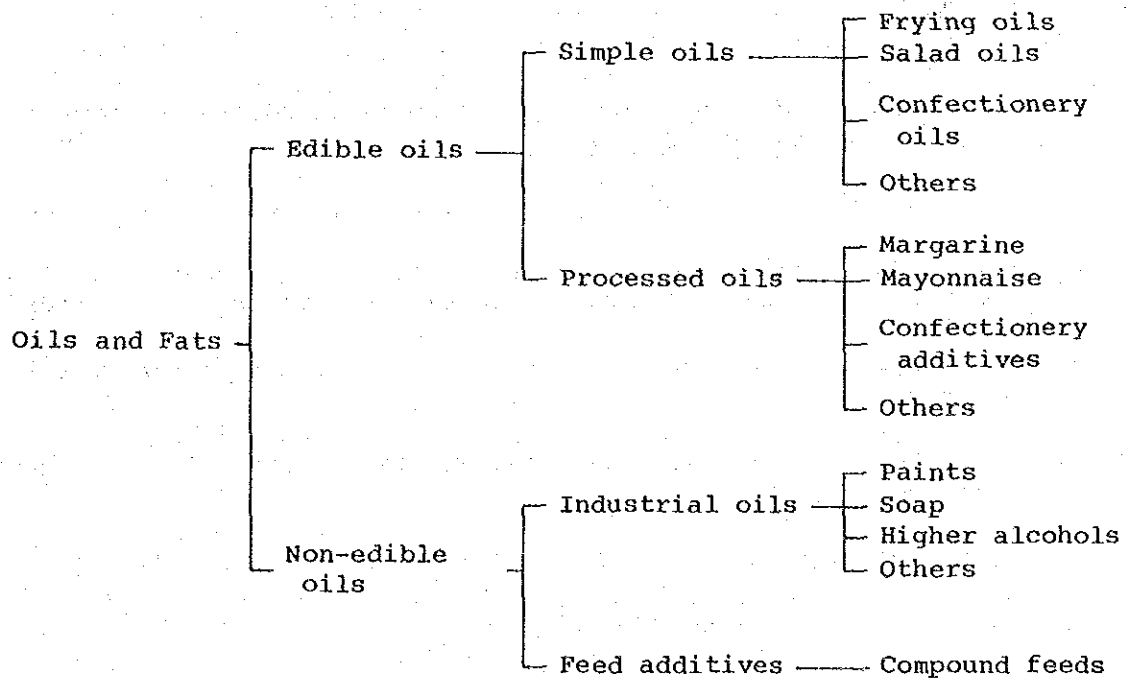 Frying oils
Simple oils
Salad oils
Confectionery
oils
Edible oils
Others
Margarine
Processed oils
Mayonnaise
Oils and Fats
Confectionery
additives
Others
Paints
Industrial oils
Soap
Higher alcohols
Non-edible
oils
Others
Feed additives
Compound feeds